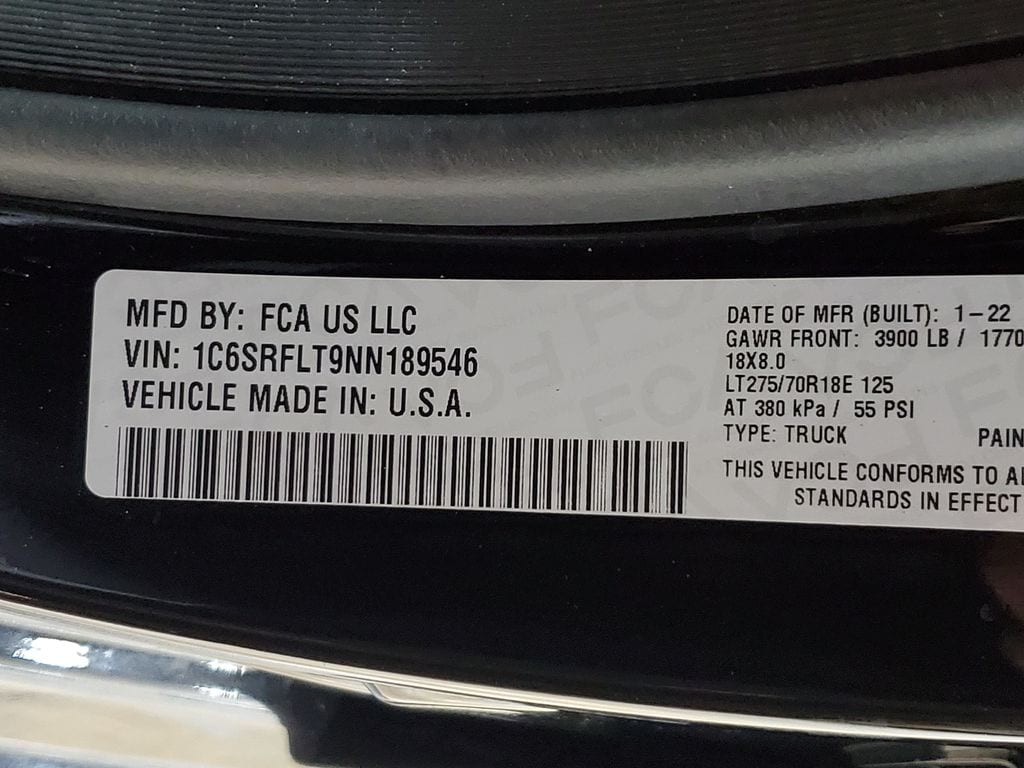 MFD BY: FCA US LLC
VIN: 1C6SRFLT9NN189546
VEHICLE MADE IN: U.S.A.
DATE OF MFR (BUILT): 1-22
GAWR FRONT: 3900 LB / 1770
18X8.0
LT275/70R18E 125
AT 380 kPa / 55 PSI
TYPE: TRUCK PAIN
THIS VEHICLE CONFORMS TO
STANDARDS IN EFFECT